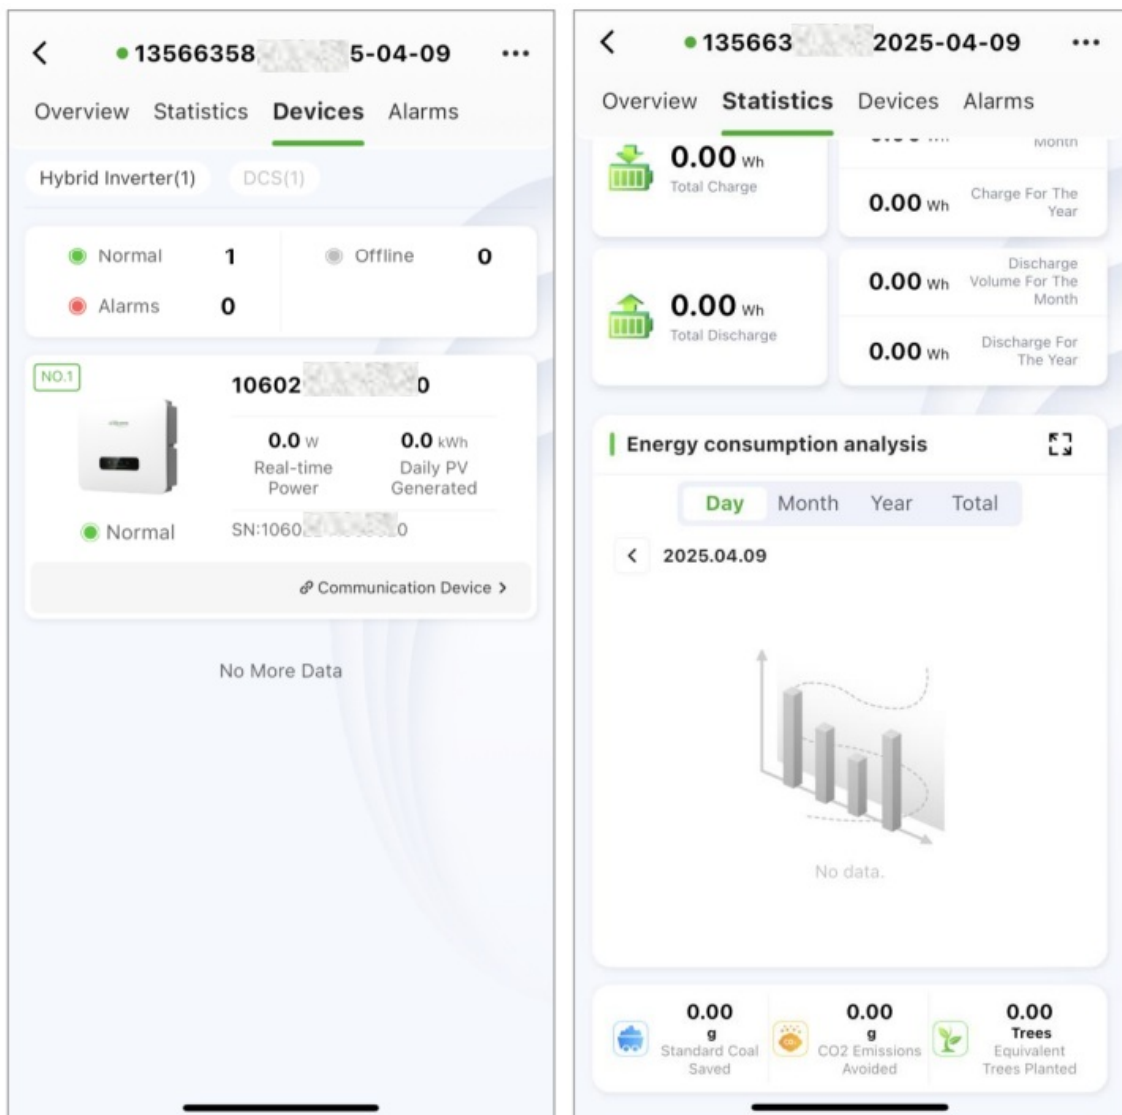 13566358 5-04-09
Overview Statistics Devices Alarms
Hybrid Inverter(1) DCS(1)
Normal 1 Offline 0
Alarms 0
NO.1
10602 0
0.0 W 0.0 kWh
Real-time Daily PV
Power Generated
Normal SN:1060 0
Communication Device
No More Data
135663 2025-04-09
Overview Statistics Devices Alarms
Month
0.00 Wh
Total Charge
0.00 Wh Charge For The
Year
0.00 Wh
Total Discharge
Discharge
0.00 Wh Volume For The
Month
0.00 Wh Discharge For
The Year
Energy consumption analysis
Day Month Year Total
2025.04.09
No data.
0.00 0.00 0.00
g g Trees
Standard Coal CO2 Emissions Equivalent
Saved Avoided Trees Planted